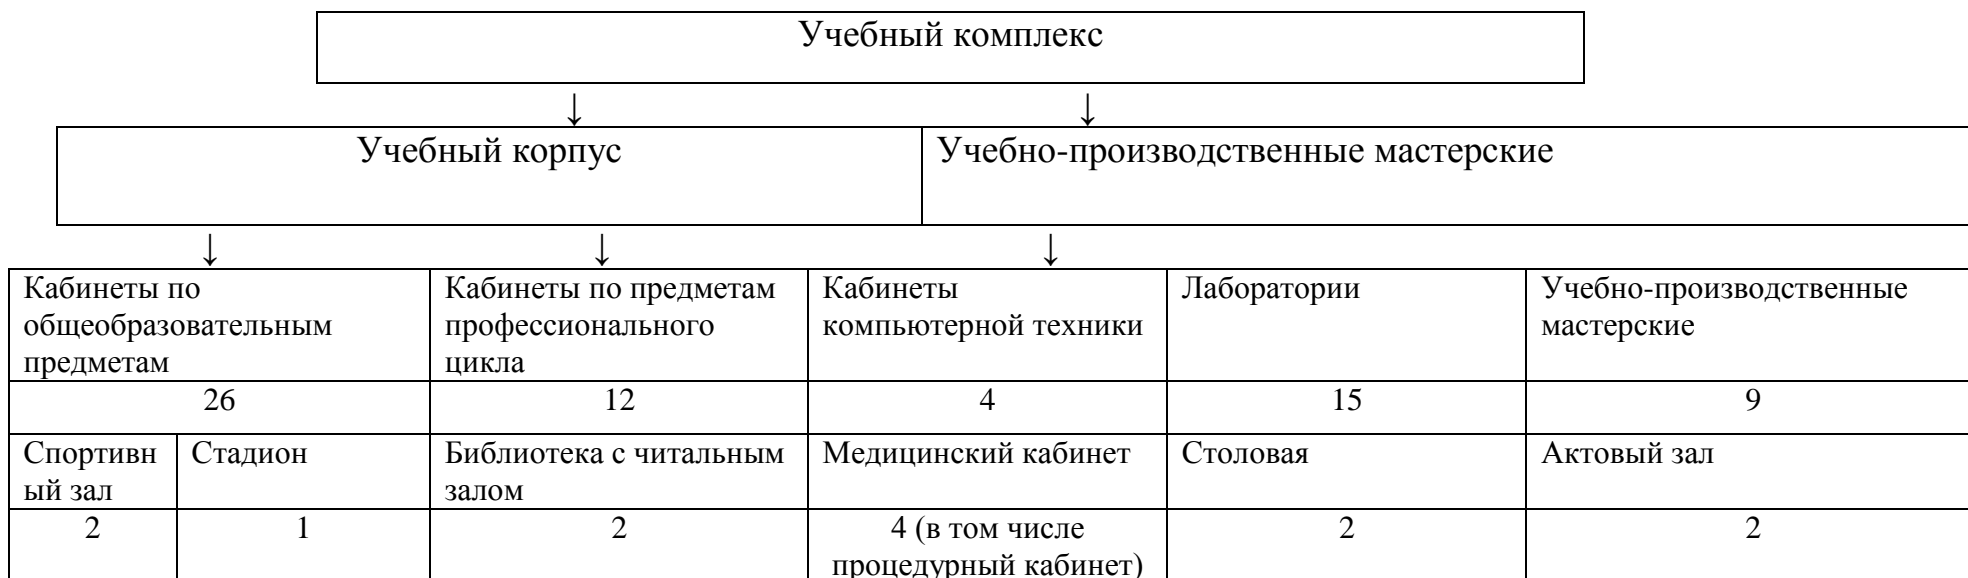 Учебный комплекс
↓ ↓
Учебный корпус Учебно-производственные мастерские
↓ ↓ ↓
Кабинеты по
общеобразовательным
предметам
Кабинеты по предметам
профессионального
цикла
Кабинеты
компьютерной техники
Лаборатории
Учебно-производственные
мастерские
26 12 4 15 9
Спортивн
ый зал
Стадион
Библиотека с читальным
залом
Медицинский кабинет
Столовая
Актовый зал
2 1 2
4 (в том числе
процедурный кабинет)
2 2